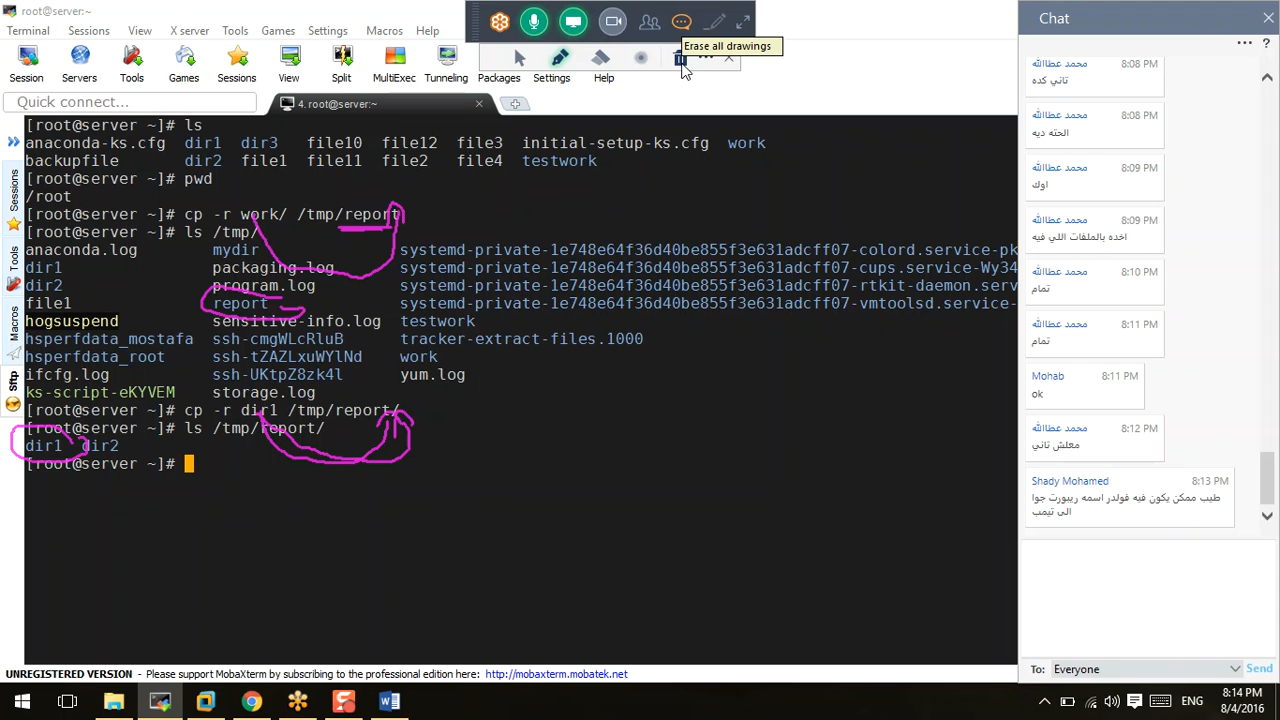 root@server:~
Terminal Sessions View X server Tools Games Settings Macros
Session Servers Tools Games Sessions View Split MultiExec Tunneling Packages Settings Help
Erase all drawings
Quick connect...
4. root@server:~
Sessions
Tools
Macros
Sftp
[root@server ~]# ls
anaconda-ks.cfg dir1 dir3 file10 file12 file3 initial-setup-ks.cfg work
backupfile dir2 file1 file11 file2 file4 testwork
[root@server ~]# pwd
/root
[root@server ~]# cp -r work/ /tmp/report
[root@server ~]# ls /tmp/
anaconda.log mydir systemd-private-1e748e64f36d40be855f3e631adcff07-colord.service-pk
dir1 packaging.log systemd-private-1e748e64f36d40be855f3e631adcff07-cups.service-Wy34
dir2 program.log systemd-private-1e748e64f36d40be855f3e631adcff07-rtkit-daemon.serv
file1 report systemd-private-1e748e64f36d40be855f3e631adcff07-vmtoolsd.service-
hogsuspend sensitive-info.log testwork
hsperfdata_mostafa ssh-cmgWLcRluB tracker-extract-files.1000
hsperfdata_root ssh-tZAZLxuWYlNd work
ifcfg.log ssh-UKtpZ8zk4l yum.log
ks-script-eKYVEM storage.log
[root@server ~]# cp -r dir1 /tmp/report/
[root@server ~]# ls /tmp/report/
dir1 dir2
[root@server ~]#
UNREGISTERED VERSION - Please support MobaXterm by subscribing to the professional edition here: http://mobaxterm.mobatek.net
Chat
?
محمد عطاالله 8:08 PM
تاني كده
محمد عطاالله 8:08 PM
الحته ديه
محمد عطاالله 8:09 PM
اوك
محمد عطاالله 8:09 PM
اخده بالملفات اللي فيه
محمد عطاالله 8:10 PM
تمام
محمد عطاالله 8:11 PM
تمام
Mohab 8:11 PM
ok
محمد عطاالله 8:12 PM
معلش تاني
Shady Mohamed 8:13 PM
طيب ممكن يكون فيه فولدر اسمه ريبورت جوا
الى تيمب
To: Everyone Send
ENG
8:14 PM
8/4/2016